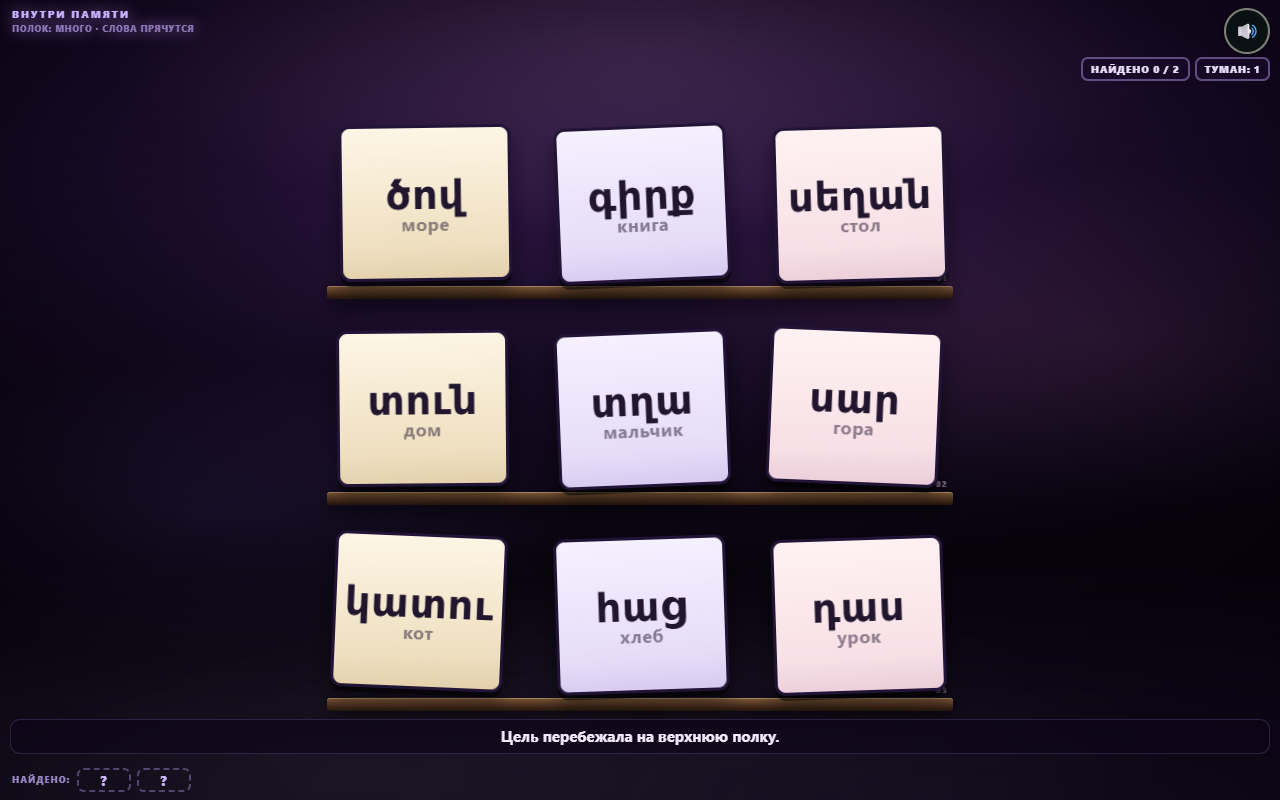 ВНУТРИ ПАМЯТИ
ПОЛОК: МНОГО · СЛОВА ПРЯЧУТСЯ
НАЙДЕНО 0 / 2
ТУМАН: 1
ծով
море
գիրք
книга
սեղան
стол
տուն
дом
տղա
мальчик
սար
гора
02
կատու
кот
հաց
хлеб
դաս
урок
Цель перебежала на верхнюю полку.
НАЙДЕНО: ? ?